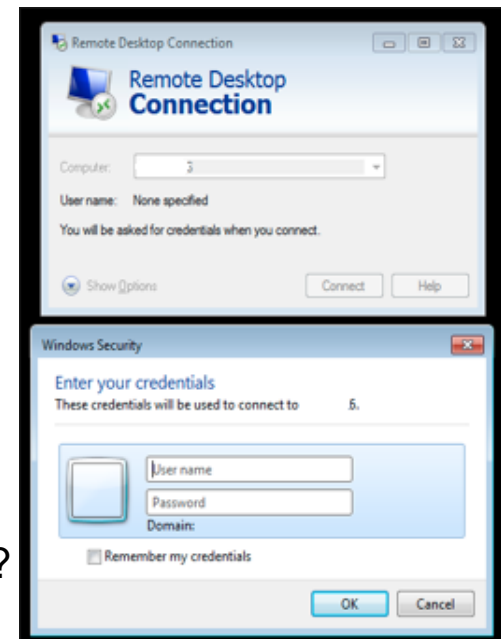 Remote Desktop Connection
Remote Desktop
Connection
Computer:
User name: None specified
You will be asked for credentials when you connect.
Show Options Connect Help
Windows Security
Enter your credentials
These credentials will be used to connect to 6.
User name
Password
Domain:
?
Remember my credentials
OK Cancel